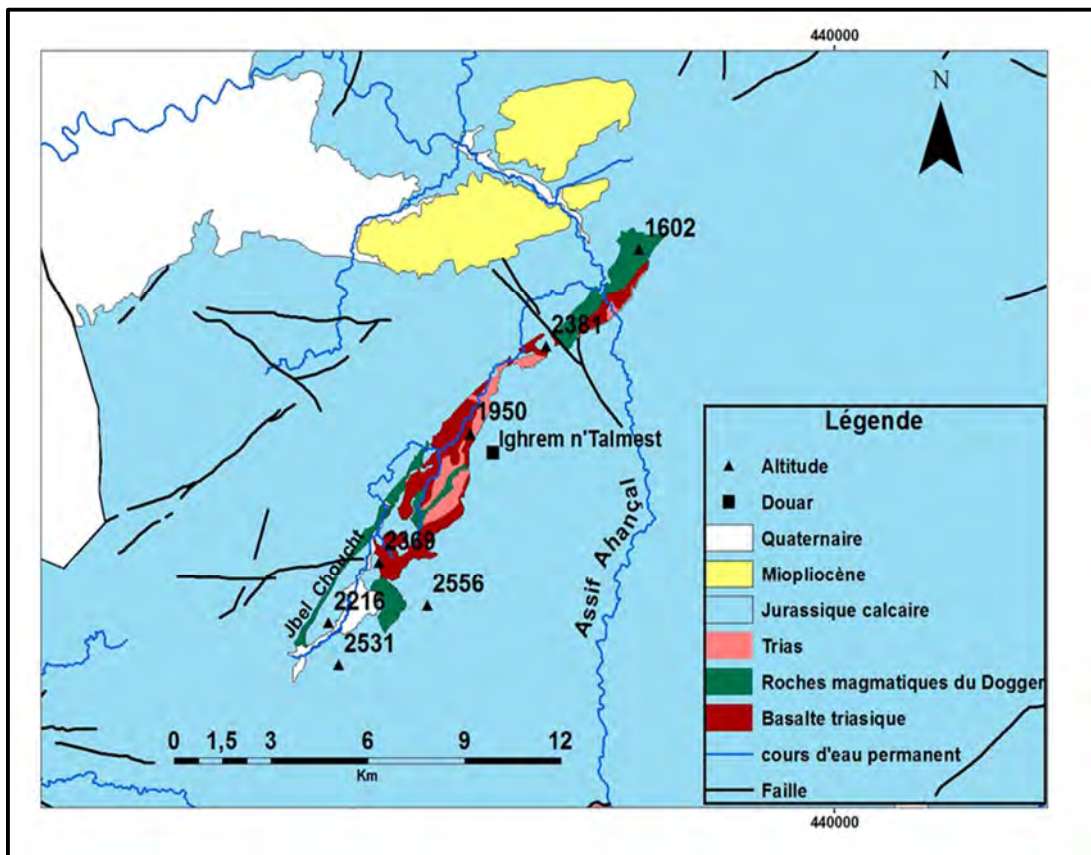 440000
N
1602
2381
1950
Ighrem n'Talmest
2369
2556
2216
2531
Jbel Choucht
Assif Ahançal
0 1,5 3 6 9 12
Km
Légende
Altitude
Douar
Quaternaire
Miopliocène
Jurassique calcaire
Trias
Roches magmatiques du Dogger
Basalte triasique
cours d'eau permanent
Faille
440000